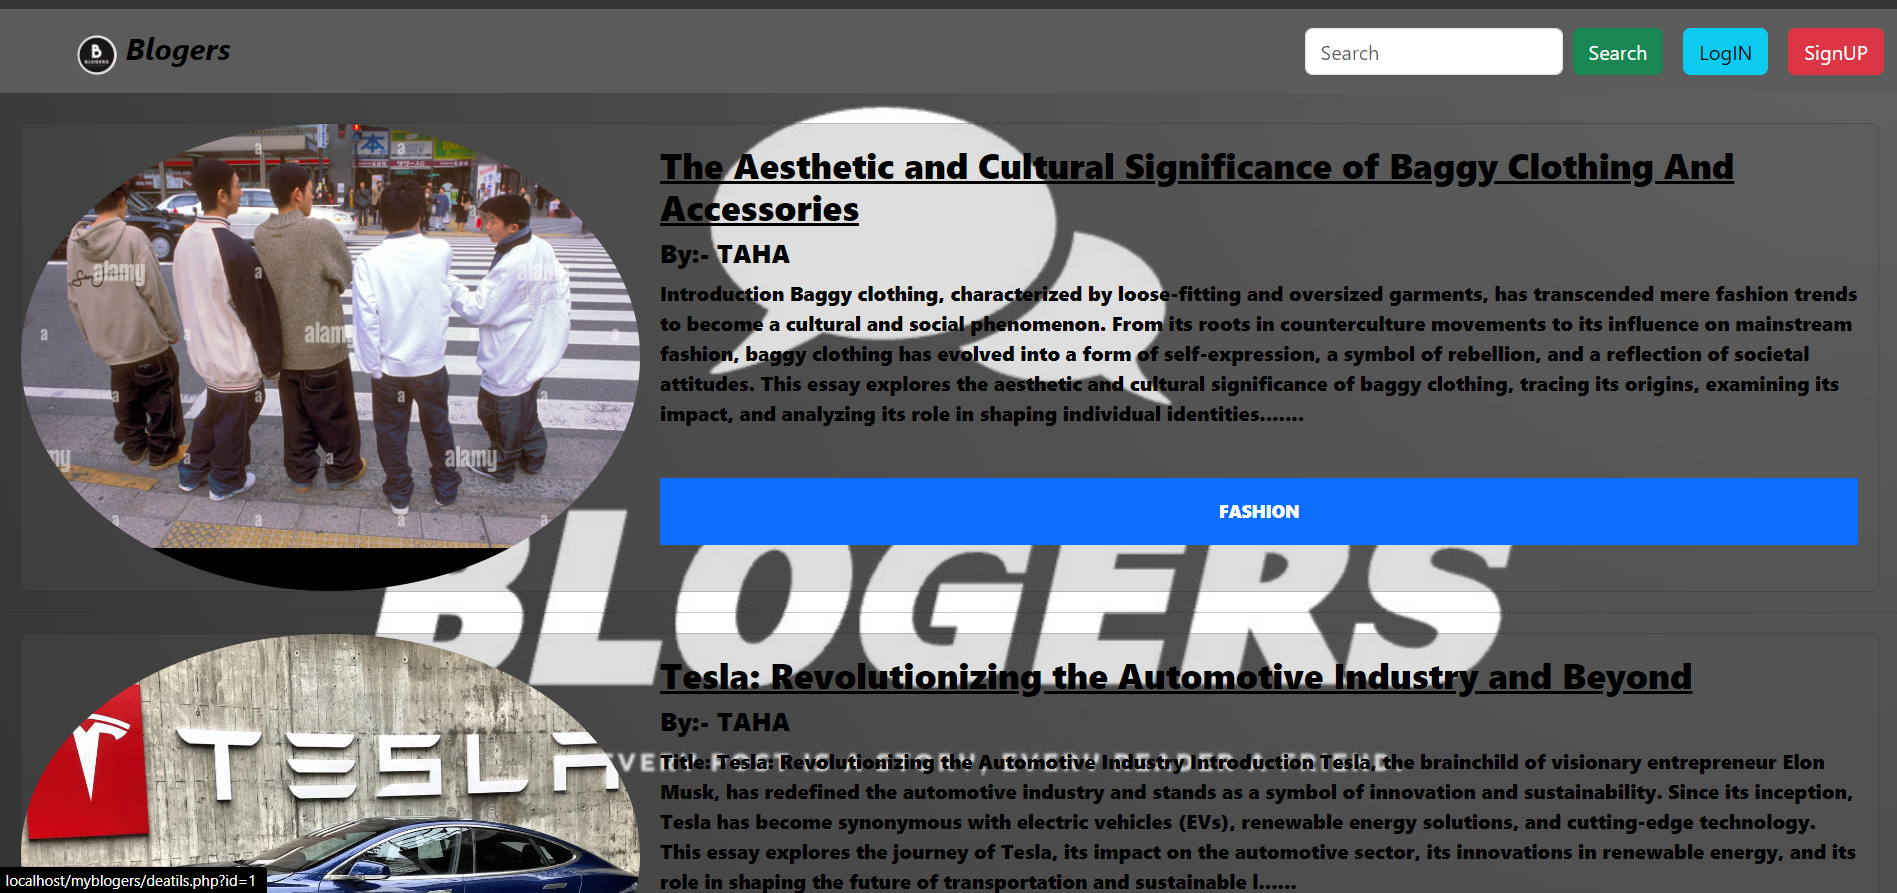 B
BLOGERS
Blogers
Search
Search
LogIN
SignUP
本
alamy
alamy
alamy
alamy
a
a
a
a
a
a
a
a
a
a
a
a
a
a
The Aesthetic and Cultural Significance of Baggy Clothing And
Accessories
By:- TAHA
Introduction Baggy clothing, characterized by loose-fitting and oversized garments, has transcended mere fashion trends
to become a cultural and social phenomenon. From its roots in counterculture movements to its influence on mainstream
fashion, baggy clothing has evolved into a form of self-expression, a symbol of rebellion, and a reflection of societal
attitudes. This essay explores the aesthetic and cultural significance of baggy clothing, tracing its origins, examining its
impact, and analyzing its role in shaping individual identities.......
FASHION
BLOGERS
TESLA
Tesla: Revolutionizing the Automotive Industry and Beyond
By:- TAHA
Title: Tesla: Revolutionizing the Automotive Industry Introduction Tesla, the brainchild of visionary entrepreneur Elon
Musk, has redefined the automotive industry and stands as a symbol of innovation and sustainability. Since its inception,
Tesla has become synonymous with electric vehicles (EVs), renewable energy solutions, and cutting-edge technology.
This essay explores the journey of Tesla, its impact on the automotive sector, its innovations in renewable energy, and its
role in shaping the future of transportation and sustainable l......
localhost/myblogers/deatils.php?id=1